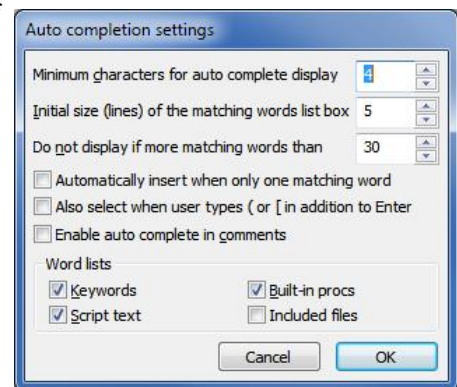 Auto completion settings
Minimum characters for auto complete display 4
Initial size (lines) of the matching words list box 5
Do not display if more matching words than 30
Automatically insert when only one matching word
Also select when user types ( or [ in addition to Enter
Enable auto complete in comments
Word lists
Keywords Built-in procs
Script text Included files
Cancel OK